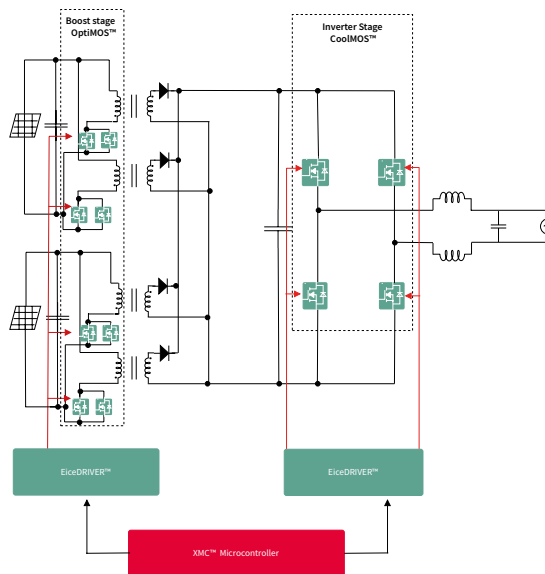 Boost stage
OptiMOS™
Inverter Stage
CoolMOS™
EiceDRIVER™
EiceDRIVER™
XMC™ Microcontroller